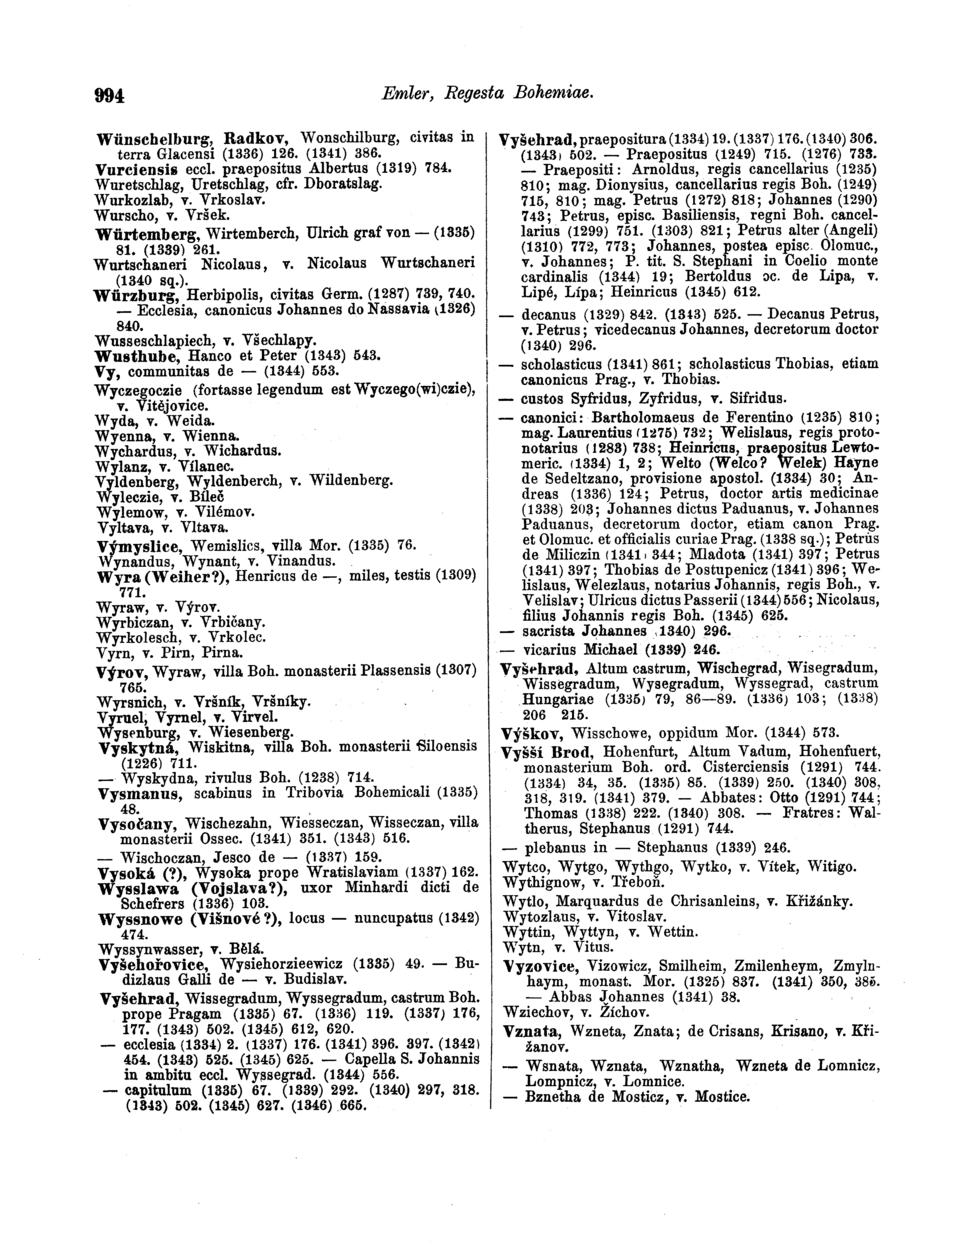 994
Emler, Regesta Bohemiae.
Wünschelburg, Radkov, Wonschilburg, civitas in
terra Glacensi (1336) 126. (1341) 386.
Vurciensis eccl. praepositus Albertus (1319) 784.
Wuretschlag, Uretschlag, cfr. Dboratslag.
Wurkozlab, v. Vrkoslav.
Wurscho, v. Vršek.
Würtemberg, Wirtemberch, Ulrich graf von — (1335)
81. (1339) 261.
Wurtschaneri Nicolaus, v. Nicolaus Wurtschaneri
(1340 sq.).
Würzburg, Herbipolis, civitas Germ. (1287) 739, 740.
— Ecclesia, canonicus Johannes do Nassavia (1326)
840.
Wusseschlapiech, v. Všechlapy.
Wusthube, Hanco et Peter (1343) 543.
Vy, communitas de — (1344) 553.
Wyczegoczie (fortasse legendum est Wyczego(wi)czie),
v. Vitějovice.
Wyda, v. Weida.
Wyenna, v. Wienna.
Wychardus, v. Wichardus.
Wylanz, v. Vílanec.
Vyldenberg, Wyldenberch, v. Wildenberg.
Wyleczie, v. Bíleč
Wylemow, v. Vilémov.
Vyltava, v. Vltava.
Výmyslice, Wemislics, villa Mor. (1335) 76.
Wynandus, Wynant, v. Vinandus.
Wyra (Weiher?), Henricus de —, miles, testis (1309)
771.
Wyraw, v. Výrov.
Wyrbiczan, v. Vrbičany.
Wyrkolesch, v. Vrkolec.
Vyrn, v. Pirn, Pirna.
Výrov, Wyraw, villa Boh. monasterii Plassensis (1307)
765.
Wyrsnich, v. Vršník, Vršníky.
Vyruel, Vyrnel, v. Virvel.
Wysenburg, v. Wiesenberg.
Vyskytná, Wiskitna, villa Boh. monasterii Siloensis
(1226) 711.
— Wyskydna, rivulus Boh. (1238) 714.
Vysmanus, scabinus in Tribovia Bohemicali (1335)
48.
Vysočany, Wischezahn, Wiesseczan, Wisseczan, villa
monasterii Ossec. (1341) 351. (1343) 516.
— Wischoczan, Jesco de — (1337) 159.
Vysoká (?), Wysoka prope Wratislaviam (1337) 162.
Wysslawa (Vojslava?), uxor Minhardi dicti de
Schefrers (1336) 103.
Wyssnowe (Višnové?), locus — nuncupatus (1342)
474.
Wyssynwasser, v. Bělá.
Vyšehořovice, Wysiehorzieewicz (1335) 49. — Bu-
dizlaus Galli de — v. Budislav.
Vyšehrad, Wissegradum, Wyssegradum, castrum Boh.
prope Pragam (1335) 67. (1336) 119. (1337) 176,
177. (1343) 502. (1345) 612, 620.
— ecclesia (1334) 2. (1337) 176. (1341) 396. 397. (1342)
454. (1343) 525. (1345) 625. — Capella S. Johannis
in ambitu eccl. Wyssegrad. (1344) 556.
— capitulum (1335) 67. (1339) 292. (1340) 297, 318.
(1343) 502. (1345) 627. (1346) 665.
Vyšehrad, praepositura (1334) 19. (1337) 176. (1340) 306.
(1343) 502. — Praepositus (1249) 715. (1276) 733.
— Praepositi: Arnoldus, regis cancellarius (1235)
810; mag. Dionysius, cancellarius regis Boh. (1249)
715, 810; mag. Petrus (1272) 818; Johannes (1290)
743; Petrus, episc. Basiliensis, regni Boh. cancel-
larius (1299) 751. (1303) 821; Petrus alter (Angeli)
(1310) 772, 773; Johannes, postea episc. Olomuc.,
v. Johannes; P. tit. S. Stephani in Coelio monte
cardinalis (1344) 19; Bertoldus de Lipa, v.
Lipé, Lípa; Heinricus (1345) 612.
— decanus (1329) 842. (1343) 525. — Decanus Petrus,
v. Petrus; vicedecanus Johannes, decretorum doctor
(1340) 296.
— scholasticus (1341) 861; scholasticus Thobias, etiam
canonicus Prag., v. Thobias.
— custos Syfridus, Zyfridus, v. Sifridus.
— canonici: Bartholomaeus de Ferentino (1235) 810;
mag. Laurentius (1275) 732; Welislaus, regis proto-
notarius (1283) 738; Heinricus, praepositus Lewto-
meric. (1334) 1, 2; Welto (Welco? Welek) Hayne
de Sedeltzano, provisione apostol. (1334) 30; An-
dreas (1336) 124; Petrus, doctor artis medicinae
(1338) 203; Johannes dictus Paduanus, v. Johannes
Paduanus, decretorum doctor, etiam canon Prag.
et Olomuc. et officialis curiae Prag. (1338 sq.); Petrus
de Miliczin (1341) 344; Mladota (1341) 397; Petrus
(1341) 397; Thobias de Postupenicz (1341) 396; We-
lislaus, Welezlaus, notarius Johannis, regis Boh., v.
Velislav; Ulricus dictus Passerii (1344) 556; Nicolaus,
filius Johannis regis Boh. (1345) 625.
— sacrista Johannes (1340) 296.
— vicarius Michael (1339) 246.
Vyšehrad, Altum castrum, Wischegrad, Wisegradum,
Wissegradum, Wysegradum, Wyssegrad, castrum
Hungariae (1335) 79, 86—89. (1336) 103; (1338)
206 215.
Výškov, Wisschowe, oppidum Mor. (1344) 573.
Vyšší Brod, Hohenfurt, Altum Vadum, Hohenfuert,
monasterium Boh. ord. Cisterciensis (1291) 744.
(1334) 34, 35. (1335) 85. (1339) 250. (1340) 308,
318, 319. (1341) 379. — Abbates: Otto (1291) 744;
Thomas (1338) 222. (1340) 308. — Fratres: Wal-
therus, Stephanus (1291) 744.
— plebanus in — Stephanus (1339) 246.
Wytco, Wytgo, Wythgo, Wytko, v. Vítek, Witigo.
Wythignow, v. Třeboň.
Wytlo, Marquardus de Chrisanleins, v. Křižánky.
Wytozlaus, v. Vitoslav.
Wyttin, Wyttyn, v. Wettin.
Wytn, v. Vitus.
Vyzovice, Vizowicz, Smilheim, Zmilenheym, Zmyln-
haym, monast. Mor. (1325) 837. (1341) 350, 385.
— Abbas Johannes (1341) 38.
Wziechov, v. Žíchov.
Vznata, Wzneta, Znata; de Crisans, Krisano, v. Kři-
žanov.
— Wsnata, Wznata, Wznatha, Wzneta de Lomnicz,
Lompnicz, v. Lomnice.
— Bznetha de Mosticz, v. Mostice.